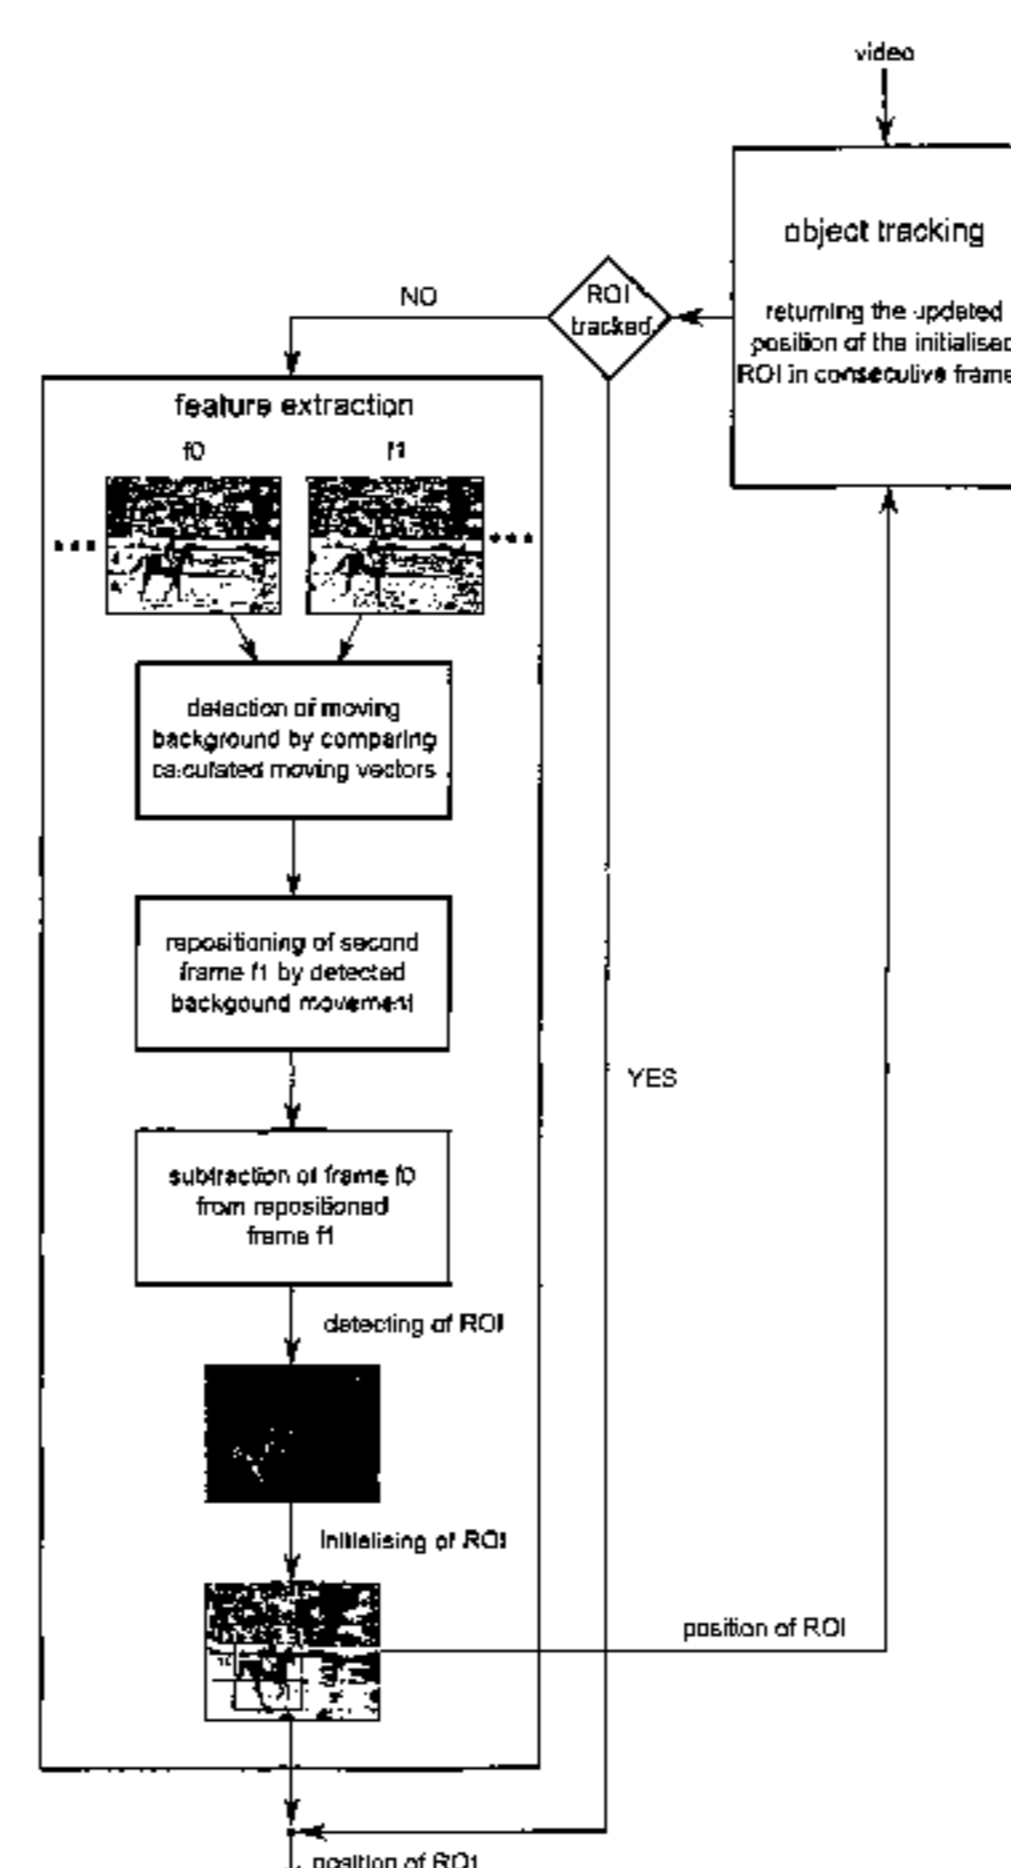 video
object tracking
returning the updated
position of the initialised
ROI in consecutive frame
ROI
tracked
NO
feature extraction
f0
f1
detection of moving
background by comparing
calculated moving vectors
repositioning of second
frame f1 by detected
backgound movement
YES
subtraction of frame f0
from repositioned
frame f1
detecting of ROI
initialising of ROI
position of ROI
position of ROI